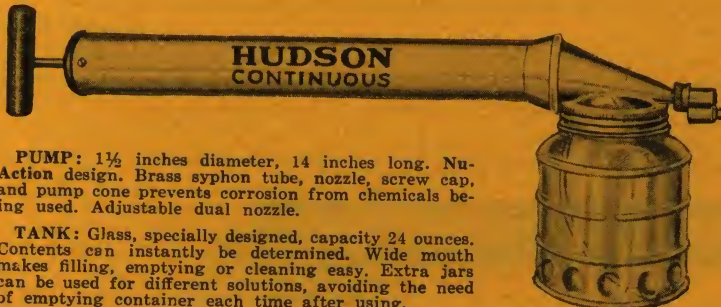 HUDSON
CONTINUOUS
PUMP: 1½ inches diameter, 14 inches long. Nu-
Action design. Brass syphon tube, nozzle, screw cap,
and pump cone prevents corrosion from chemicals be-
ing used. Adjustable dual nozzle.
TANK: Glass, specially designed, capacity 24 ounces.
Contents can instantly be determined. Wide mouth
makes filling, emptying or cleaning easy. Extra jars
can be used for different solutions, avoiding the need
of emptying container each time after using.